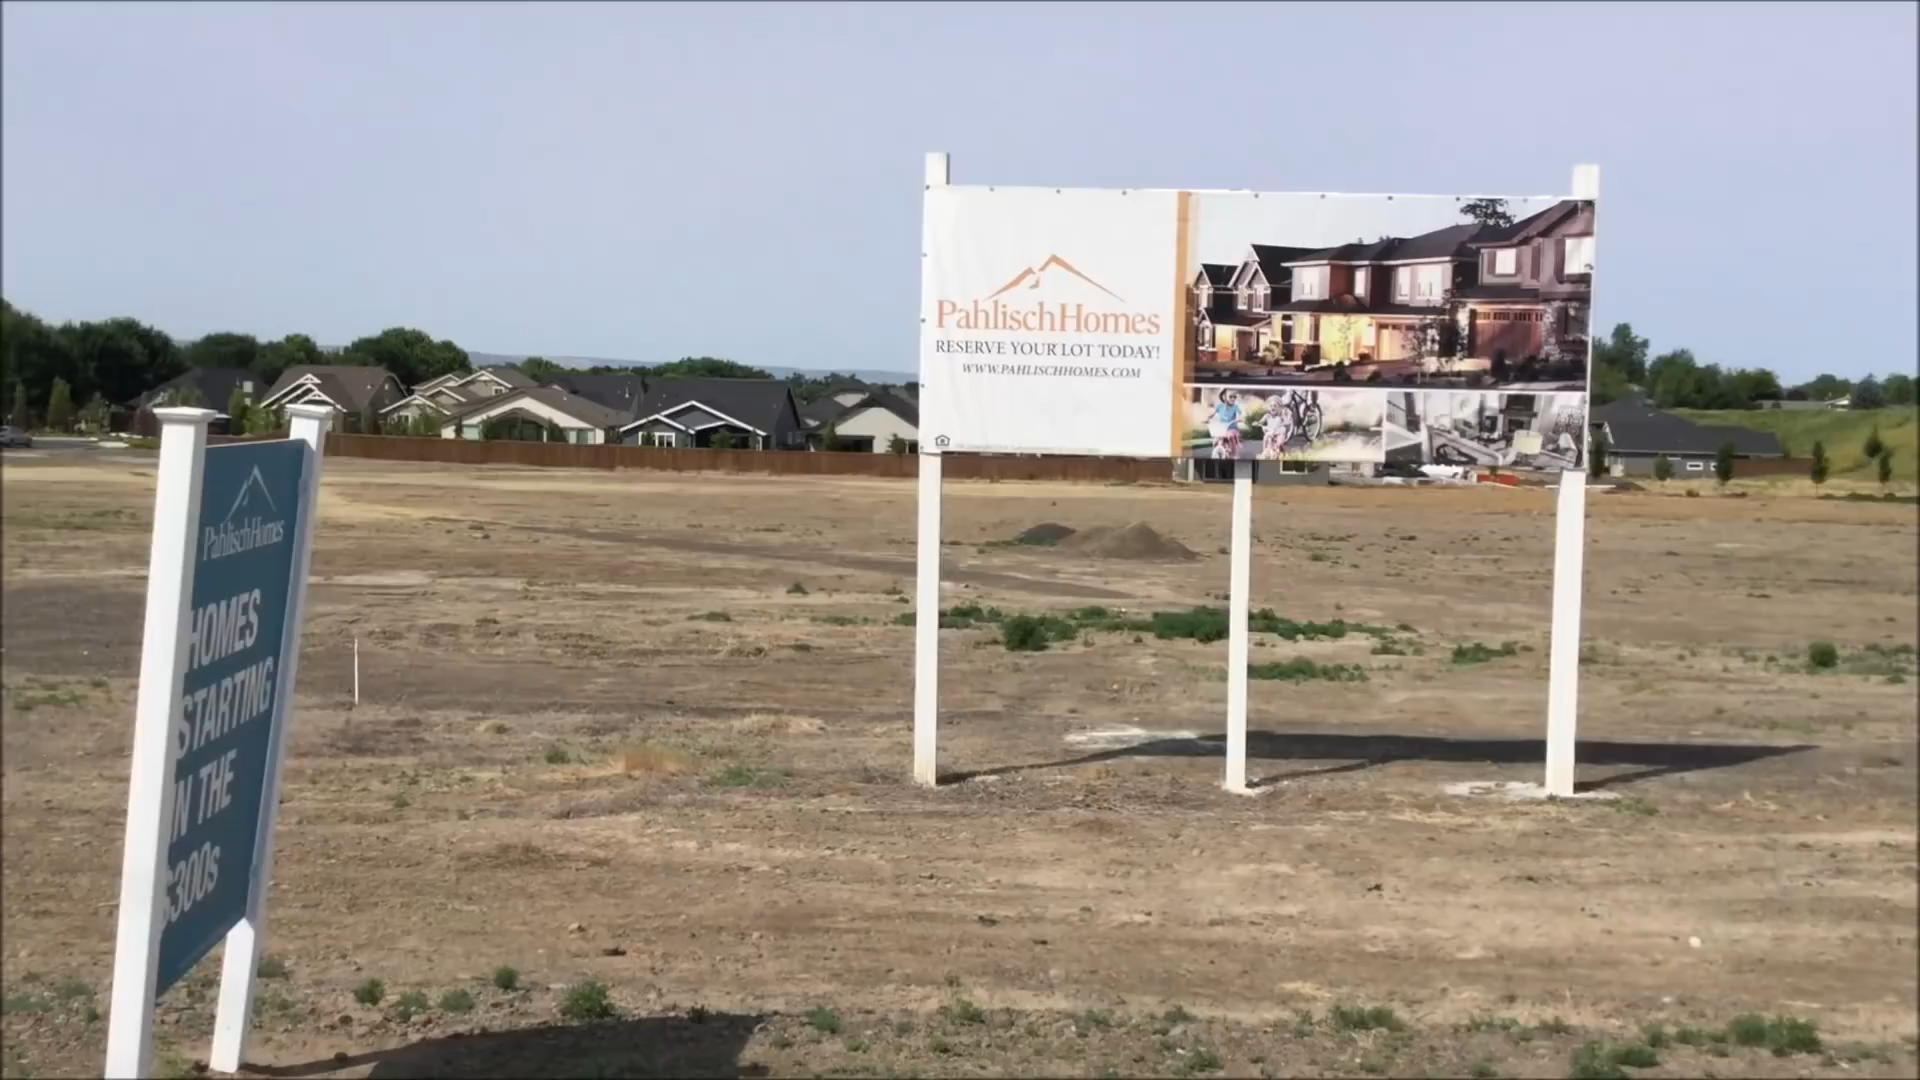 PahlischHomes
HOMES
STARTING
IN THE
$300s
PahlischHomes
RESERVE YOUR LOT TODAY!
WWW.PAHLISCHHOMES.COM